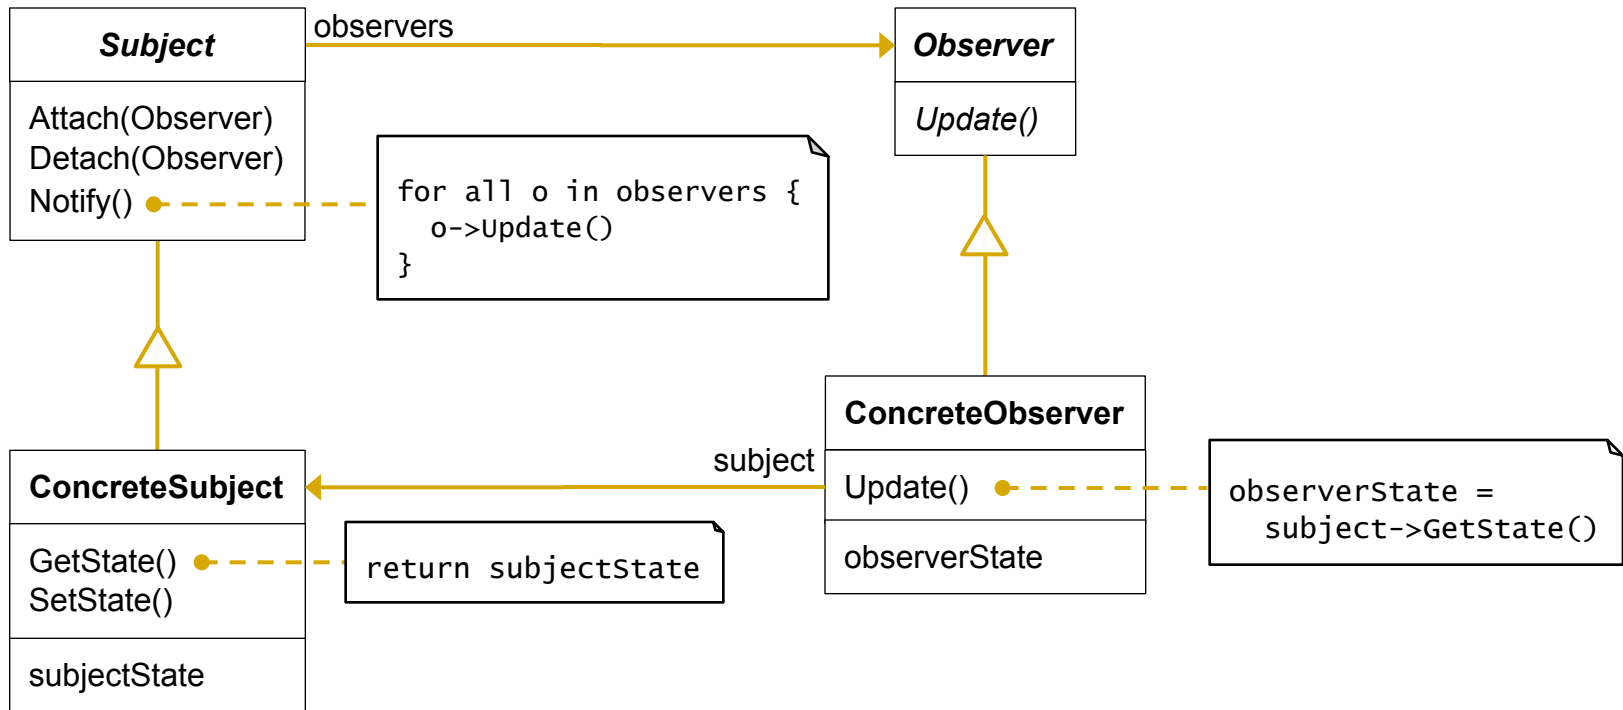 Subject
Attach(Observer)
Detach(Observer)
Notify()
observers
Observer
Update()
for all o in observers {
  o->Update()
}
ConcreteSubject
GetState()
SetState()
subjectState
return subjectState
subject
ConcreteObserver
Update()
observerState
observerState =
  subject->GetState()